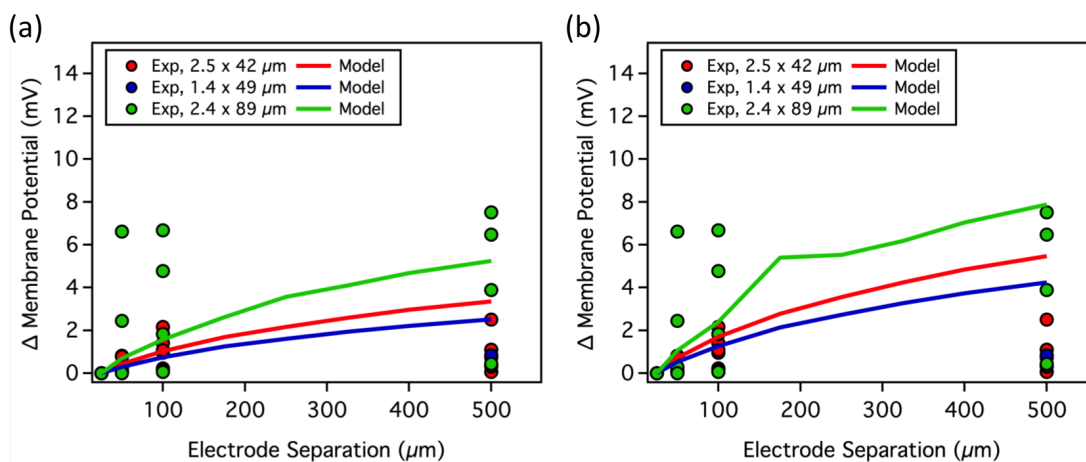 (a)
Exp, 2.5 x 42 µm Model
Exp, 1.4 x 49 µm Model
Exp, 2.4 x 89 µm Model
Δ Membrane Potential (mV)
14
12
10
8
6
4
2
0
100 200 300 400 500
Electrode Separation (µm)
(b)
Exp, 2.5 x 42 µm Model
Exp, 1.4 x 49 µm Model
Exp, 2.4 x 89 µm Model
Δ Membrane Potential (mV)
14
12
10
8
6
4
2
0
100 200 300 400 500
Electrode Separation (µm)